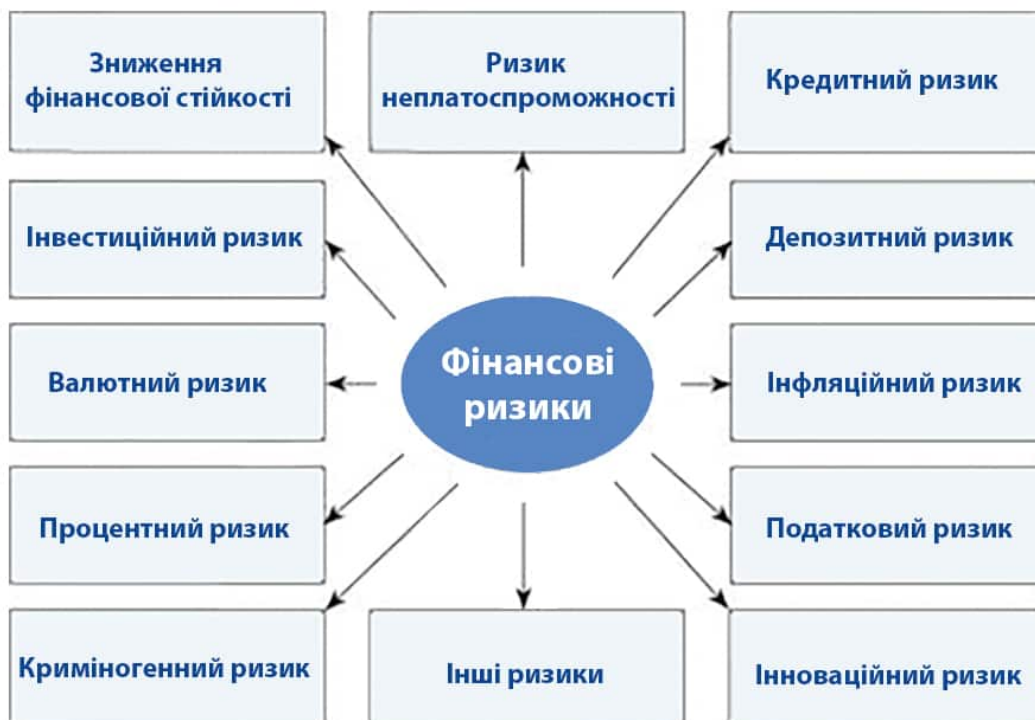 Зниження
фінансової стійкості
Ризик
неплатоспроможності
Кредитний ризик
Інвестиційний ризик
Депозитний ризик
Фінансові
ризики
Валютний ризик
Інфляційний ризик
Процентний ризик
Податковий ризик
Криміногенний ризик
Інші ризики
Інноваційний ризик